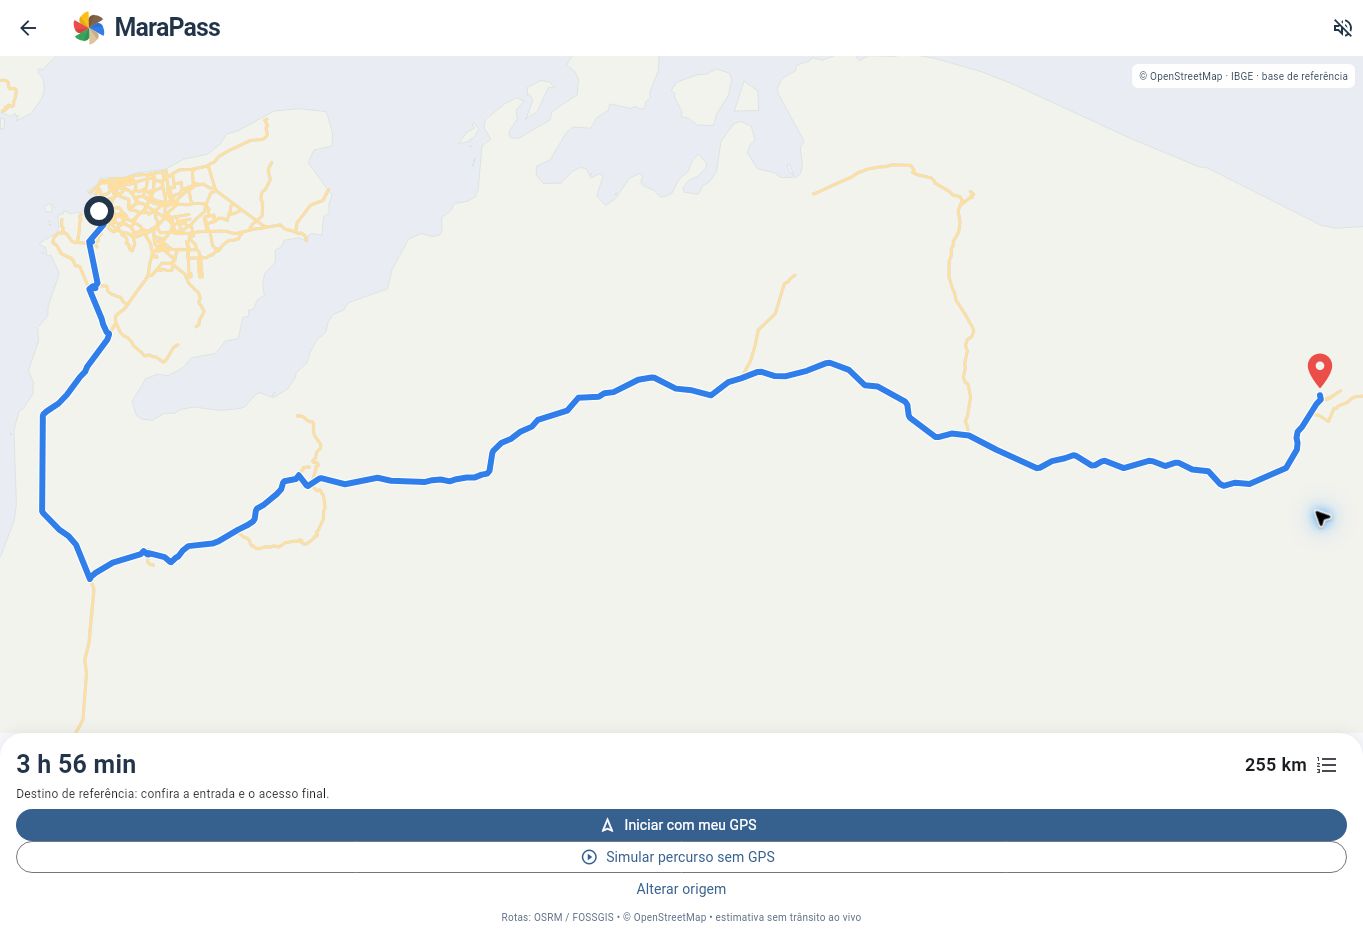 MaraPass
© OpenStreetMap · IBGE · base de referência
3 h 56 min
255 km
Destino de referência: confira a entrada e o acesso final.
Iniciar com meu GPS
Simular percurso sem GPS
Alterar origem
Rotas: OSRM / FOSSGIS • © OpenStreetMap • estimativa sem trânsito ao vivo